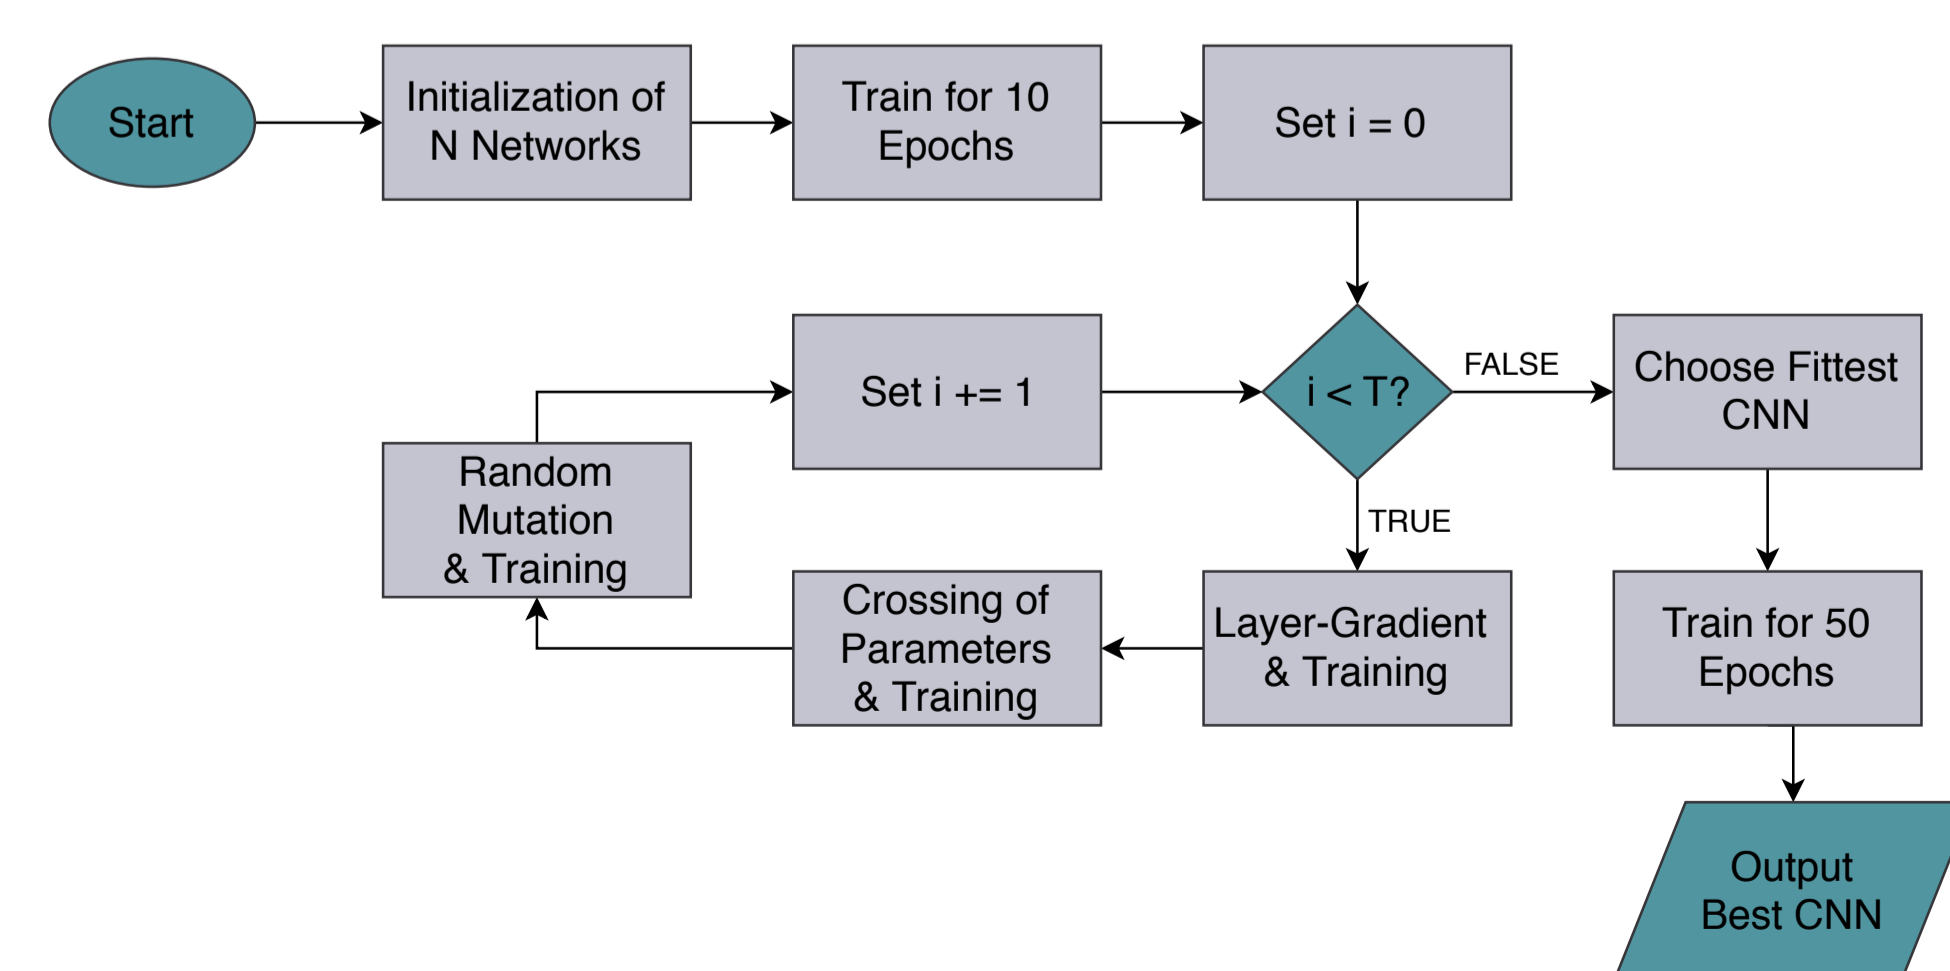 Start
Initialization of
N Networks
Train for 10
Epochs
Set i = 0
Set i += 1
i < T?
FALSE
Choose Fittest
CNN
Random
Mutation
& Training
TRUE
Crossing of
Parameters
& Training
Layer-Gradient
& Training
Train for 50
Epochs
Output
Best CNN